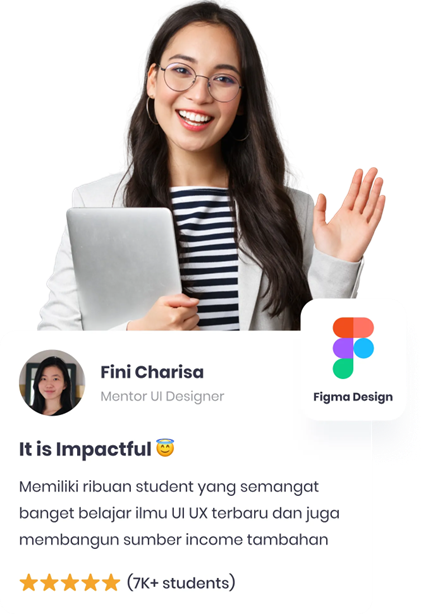 Figma Design
Fini Charisa
Mentor UI Designer
It is Impactful 😇
Memiliki ribuan student yang semangat
banget belajar ilmu UI UX terbaru dan juga
membangun sumber income tambahan
(7K+ students)